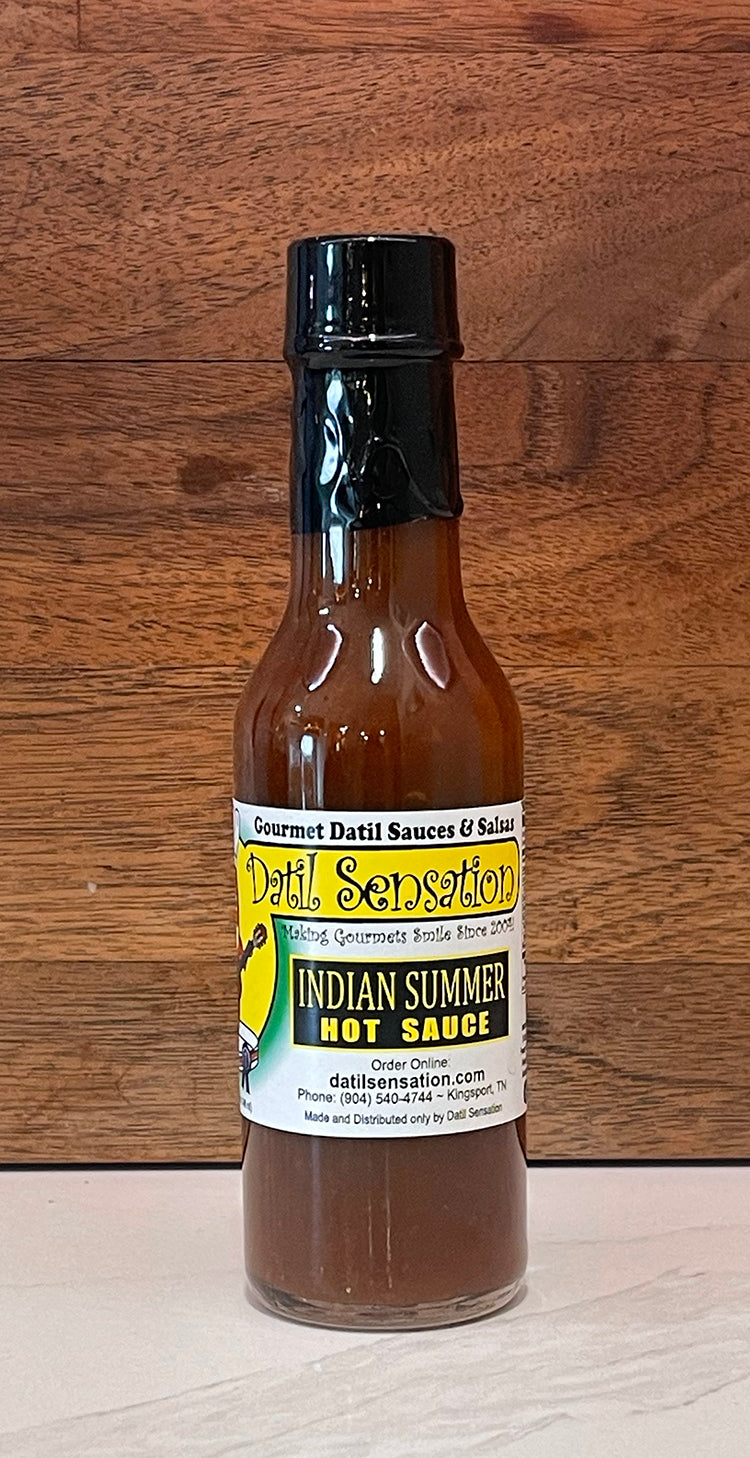 Gourmet Datil Sauces & Salsas
Datil Sensation
Making Gourmets Smile Since
INDIAN SUMMER
HOT SAUCE
Order Online:
datilsensation.com
Phone: (904) 540-4744 ~ Kingsport, TN
Made and Distributed only by Datil Sensation